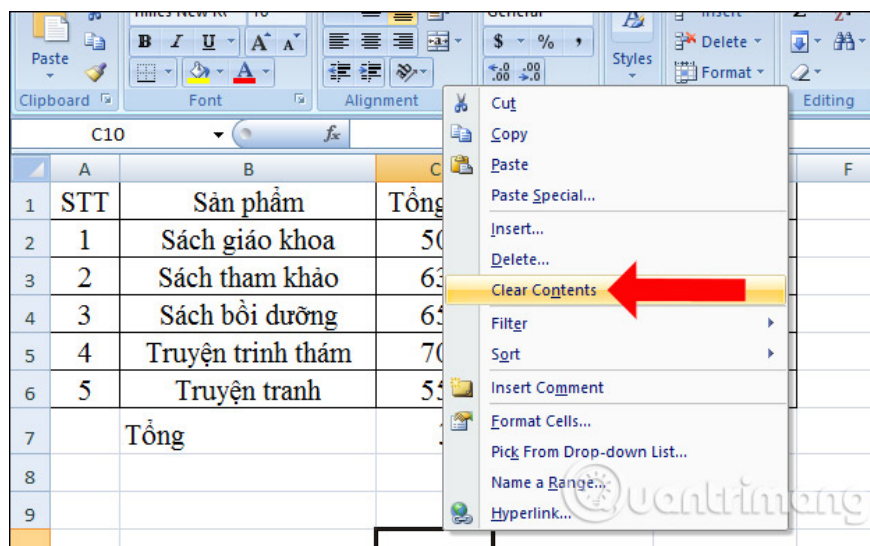 General
Insert
Paste
B I U
A A
$ % ,
Styles
Delete
Format
Clipboard
Font
Alignment
Editing
C10
fx
A B C F
1 STT Sản phẩm Tổng
2 1 Sách giáo khoa
3 2 Sách tham khảo
4 3 Sách bồi dưỡng
5 4 Truyện trinh thám
6 5 Truyện tranh
7 Tổng
8
9
Cut
Copy
Paste
Paste Special...
Insert...
Delete...
Clear Contents
Filter
Sort
Insert Comment
Format Cells...
Pick From Drop-down List...
Name a Range...
Hyperlink...
Quantrimang